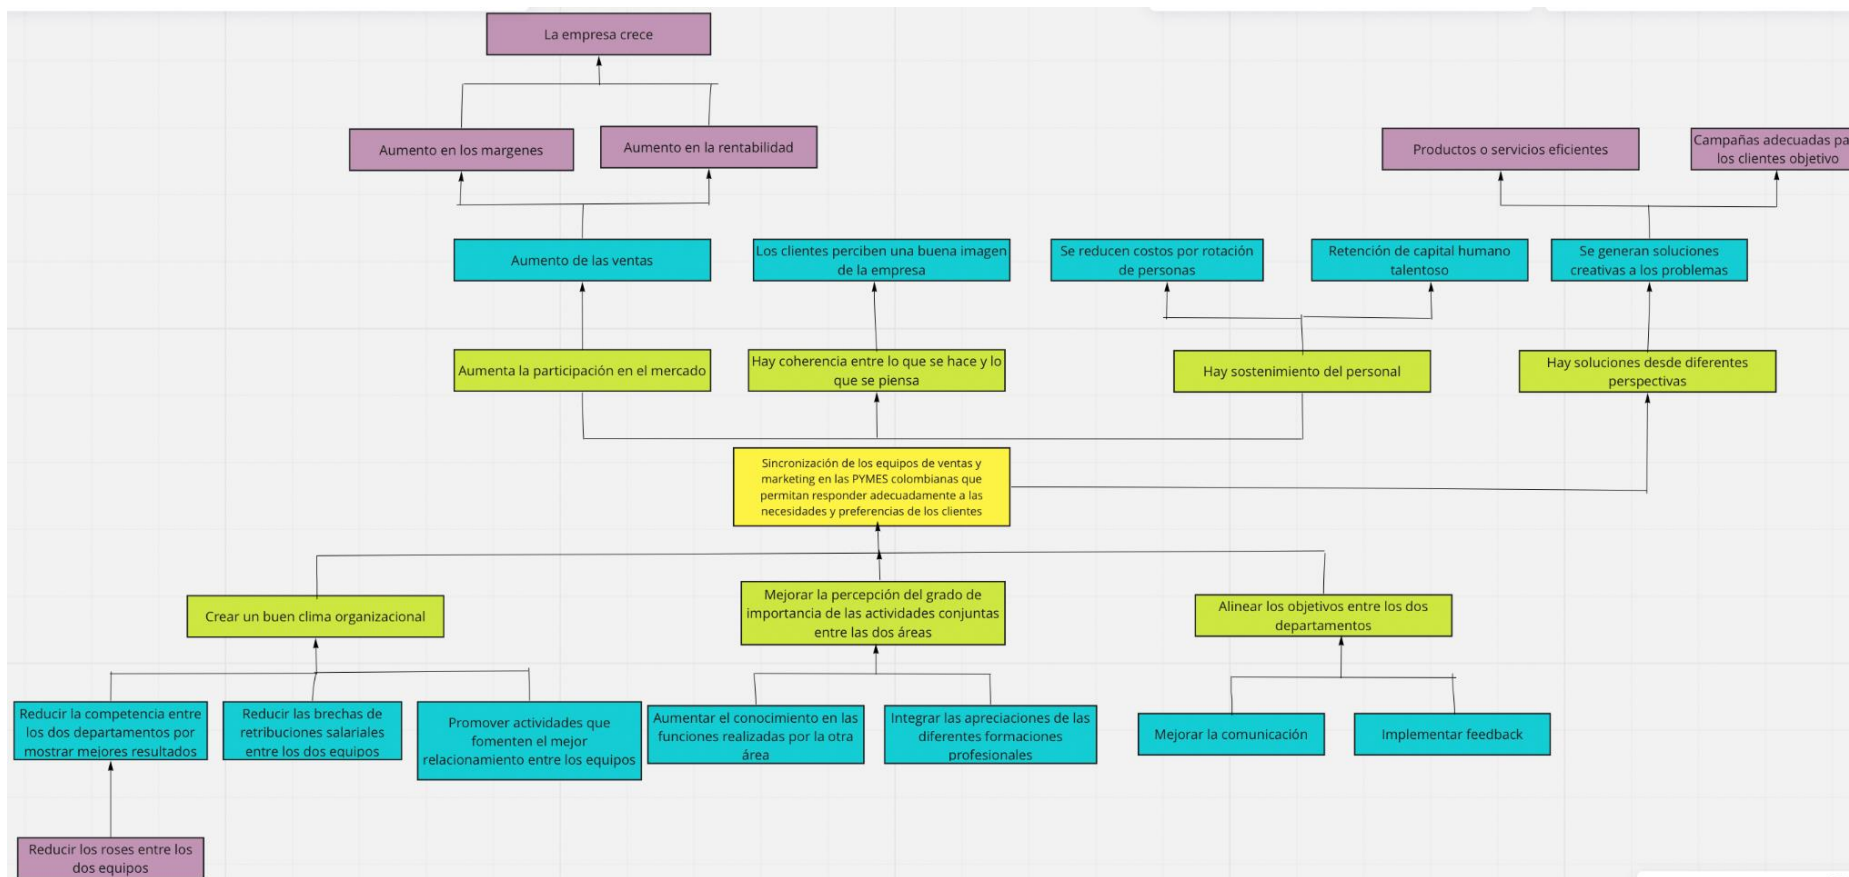 La empresa crece
Aumento en los margenes
Aumento en la rentabilidad
Productos o servicios eficientes
Campañas adecuadas pa
los clientes objetivo
Aumento de las ventas
Los clientes perciben una buena imagen
de la empresa
Se reducen costos por rotación
de personas
Retención de capital humano
talentoso
Se generan soluciones
creativas a los problemas
Aumenta la participación en el mercado
Hay coherencia entre lo que se hace y lo
que se piensa
Hay sostenimiento del personal
Hay soluciones desde diferentes
perspectivas
Sincronización de los equipos de ventas y
marketing en las PYMES colombianas que
permitan responder adecuadamente a las
necesidades y preferencias de los clientes
Crear un buen clima organizacional
Mejorar la percepción del grado de
importancia de las actividades conjuntas
entre las dos áreas
Alinear los objetivos entre los dos
departamentos
Reducir la competencia entre
los dos departamentos por
mostrar mejores resultados
Reducir las brechas de
retribuciones salariales
entre los dos equipos
Promover actividades que
fomenten el mejor
relacionamiento entre los equipos
Aumentar el conocimiento en las
funciones realizadas por la otra
área
Integrar las apreciaciones de las
diferentes formaciones
profesionales
Mejorar la comunicación
Implementar feedback
Reducir los roses entre los
dos equipos